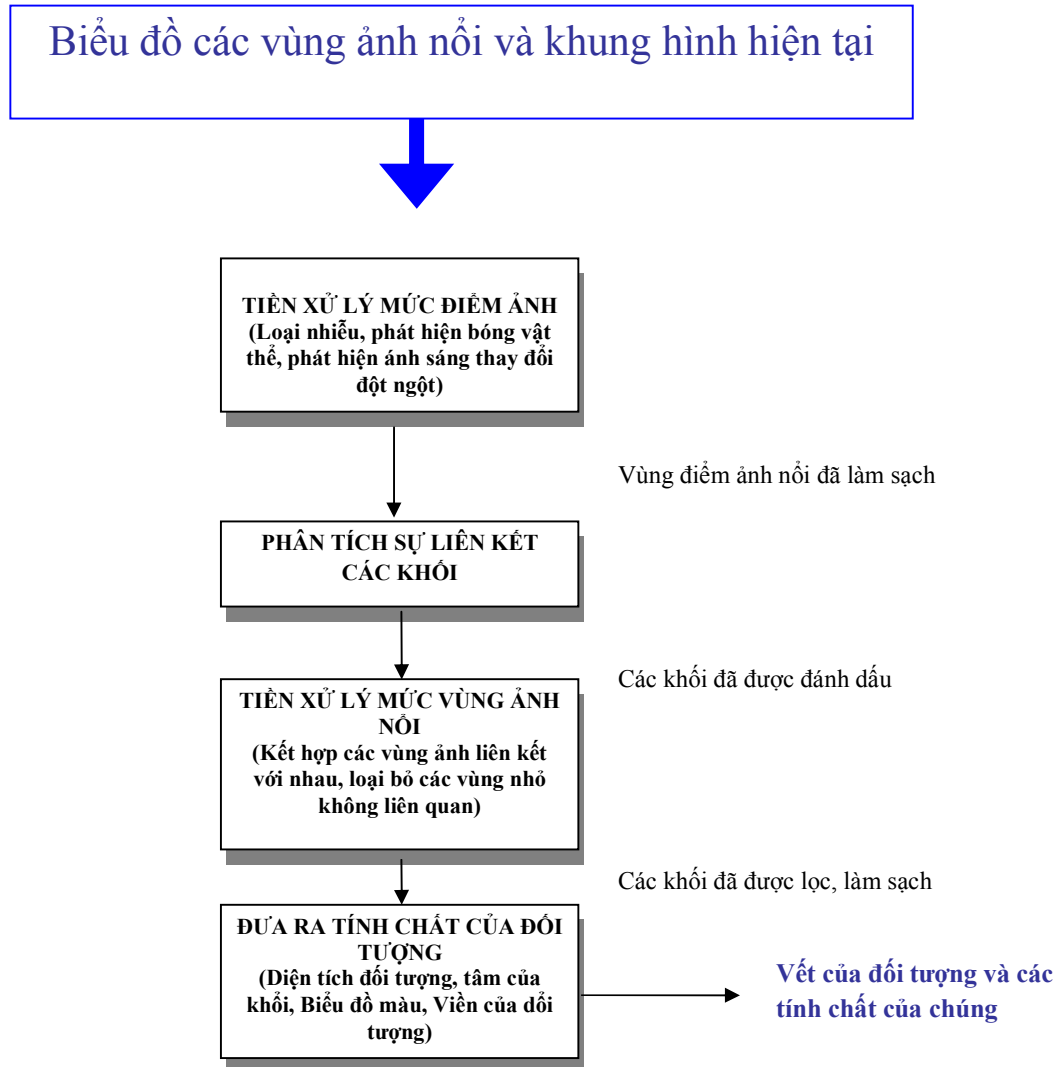 Biểu đồ các vùng ảnh nổi và khung hình hiện tại
TIỀN XỬ LÝ MỨC ĐIỂM ẢNH
(Loại nhiễu, phát hiện bóng vật
thể, phát hiện ánh sáng thay đổi
đột ngột)
Vùng điểm ảnh nổi đã làm sạch
PHÂN TÍCH SỰ LIÊN KẾT
CÁC KHỐI
Các khối đã được đánh dấu
TIỀN XỬ LÝ MỨC VÙNG ẢNH
NỔI
(Kết hợp các vùng ảnh liên kết
với nhau, loại bỏ các vùng nhỏ
không liên quan)
Các khối đã được lọc, làm sạch
ĐƯA RA TÍNH CHẤT CỦA ĐỐI
TƯỢNG
(Diện tích đối tượng, tâm của
khối, Biểu đồ màu, Viền của dối
tượng)
Vết của đối tượng và các
tính chất của chúng